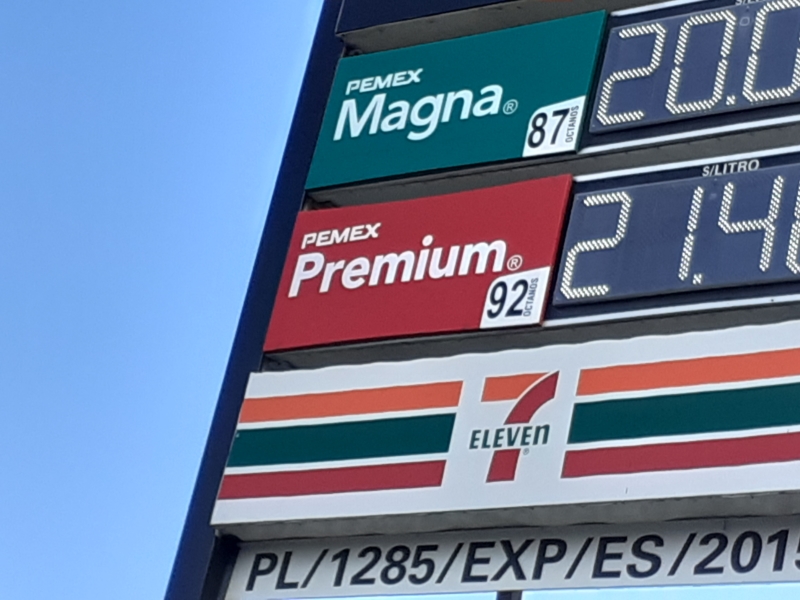 PEMEX
Magna®
87 OCTANOS
20.0
$/LITRO
PEMEX
Premium®
92 OCTANOS
21.4
7
ELEVEn
®
PL/1285/EXP/ES/2015